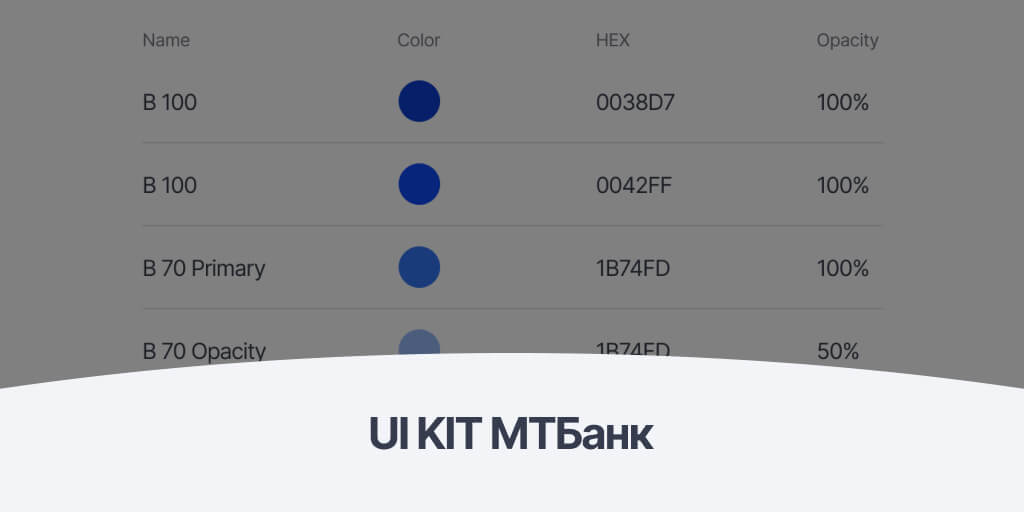 Name Color HEX Opacity
B 100 0038D7 100%
B 100 0042FF 100%
B 70 Primary 1B74FD 100%
B 70 Opacity 1B74FD 50%
UI KIT МТБанк